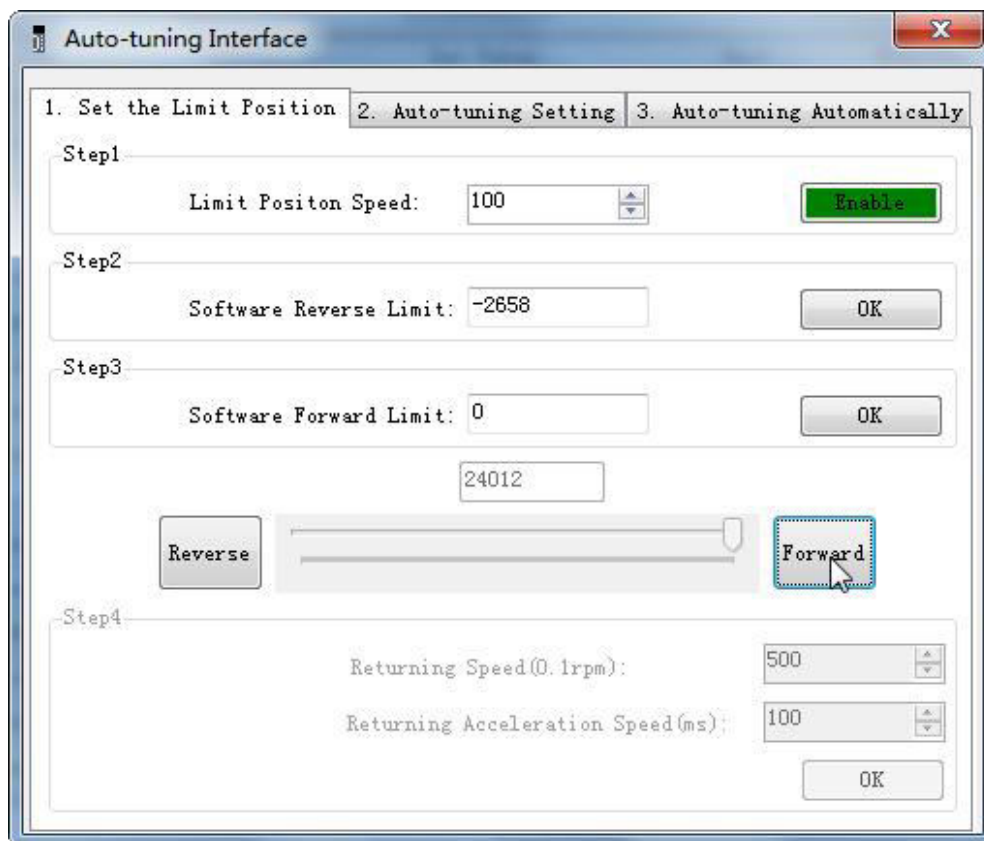 Auto-tuning Interface
1. Set the Limit Position 2. Auto-tuning Setting 3. Auto-tuning Automatically
Step1
Limit Positon Speed: 100 Enable
Step2
Software Reverse Limit: -2658 OK
Step3
Software Forward Limit: 0 OK
24012
Reverse Forward
Step4
Returning Speed(0.1rpm): 500
Returning Acceleration Speed(ms): 100
OK